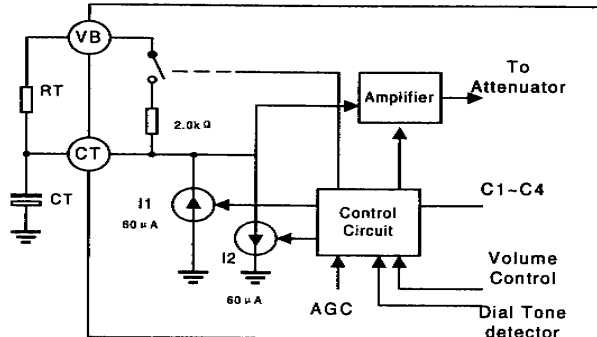 VB
RT
2.0kΩ
CT
CT
Amplifier
To
Attenuator
I1
60μA
I2
60μA
Control
Circuit
C1~C4
Volume
Control
AGC
Dial Tone
detector